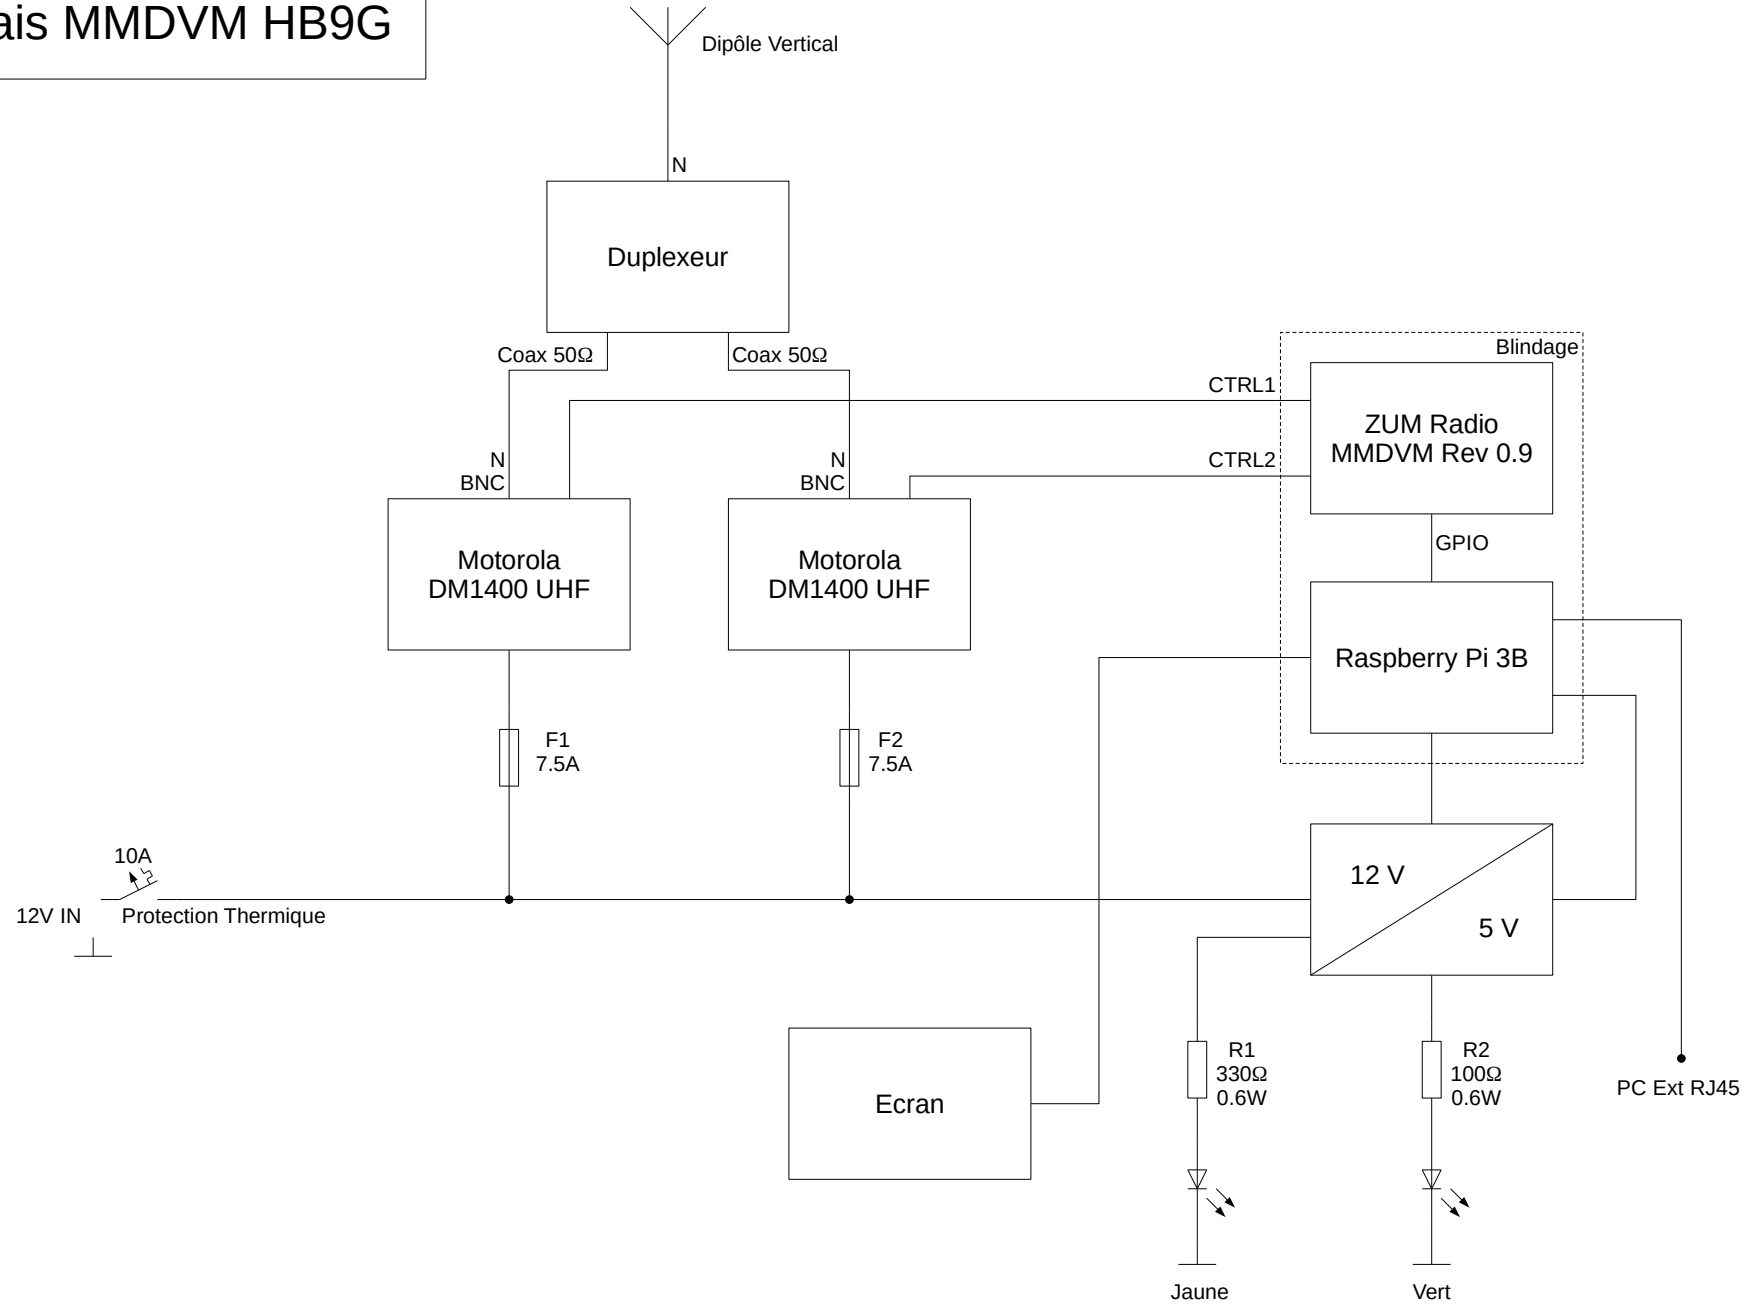 ais MMDVM HB9G
Dipôle Vertical
N
Duplexeur
Coax 50Ω
Coax 50Ω
Blindage
CTRL1
ZUM Radio
MMDVM Rev 0.9
CTRL2
N
BNC
N
BNC
GPIO
Motorola
DM1400 UHF
Motorola
DM1400 UHF
Raspberry Pi 3B
F1
7.5A
F2
7.5A
10A
12V IN
Protection Thermique
12 V
5 V
R1
330Ω
0.6W
R2
100Ω
0.6W
Ecran
PC Ext RJ45
Jaune
Vert